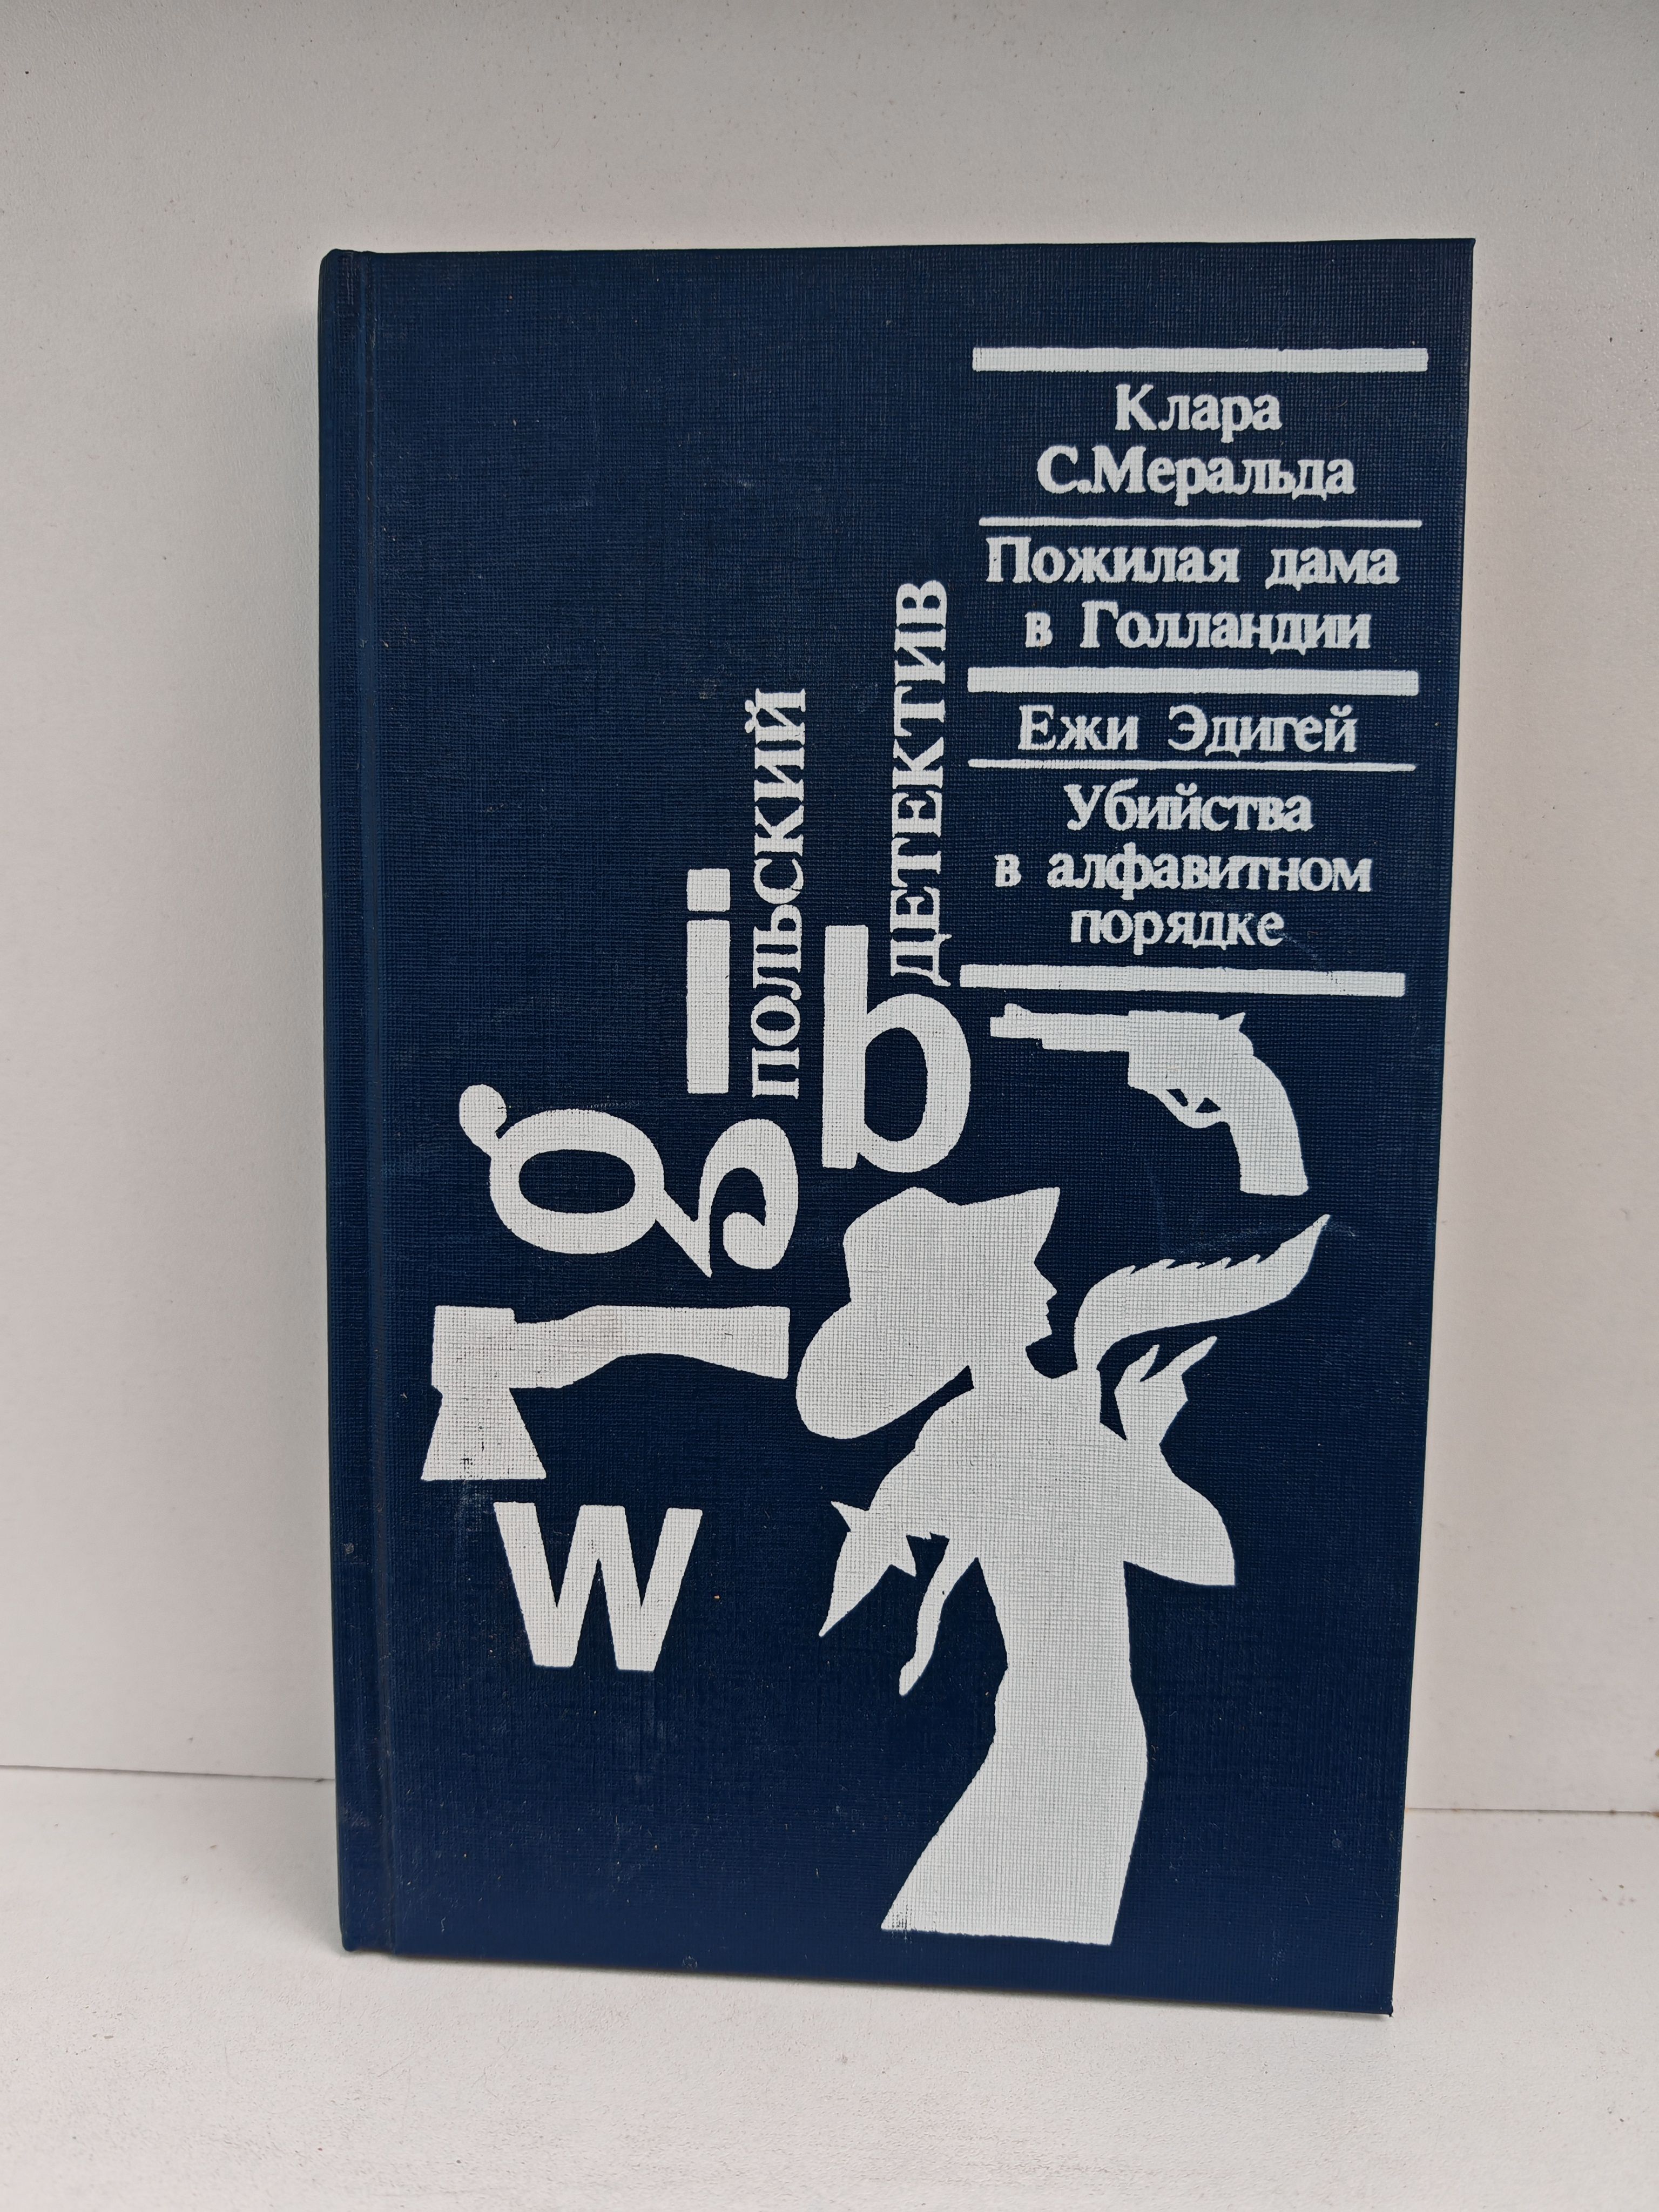 Клара
С.Меральда
Пожилая дама
в Голландии
Ежи Эдигей
Убийства
в алфавитном
порядке
ПОЛЬСКИЙ
ДЕТЕКТИВ
i
b
g
w